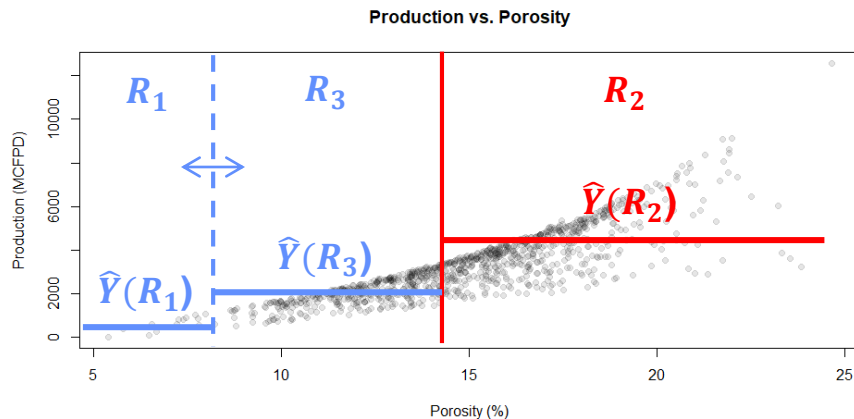 Production vs. Porosity
R₁
R₃
R₂
Ŷ(R₁)
Ŷ(R₃)
Ŷ(R₂)
Production (MCFPD)
0
2000
6000
10000
5
10
15
20
25
Porosity (%)